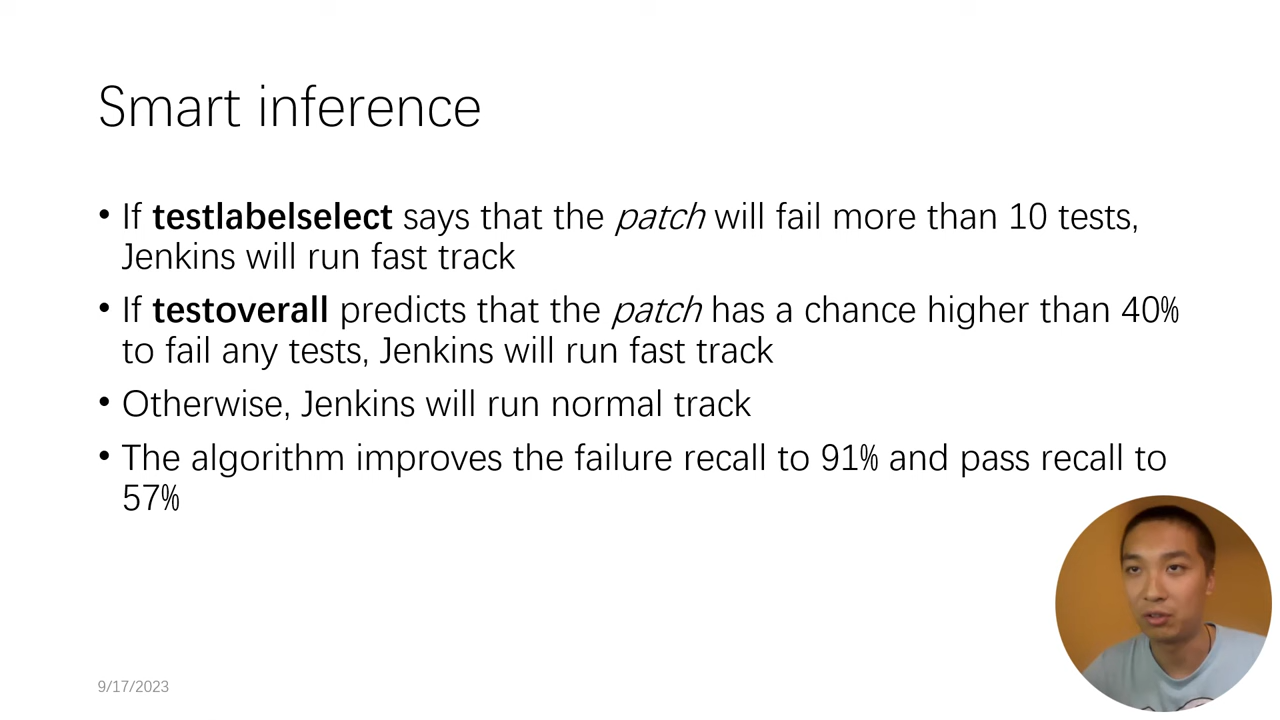 Smart inference
• If testlabelselect says that the patch will fail more than 10 tests,
Jenkins will run fast track
• If testoverall predicts that the patch has a chance higher than 40%
to fail any tests, Jenkins will run fast track
• Otherwise, Jenkins will run normal track
• The algorithm improves the failure recall to 91% and pass recall to
57%
9/17/2023